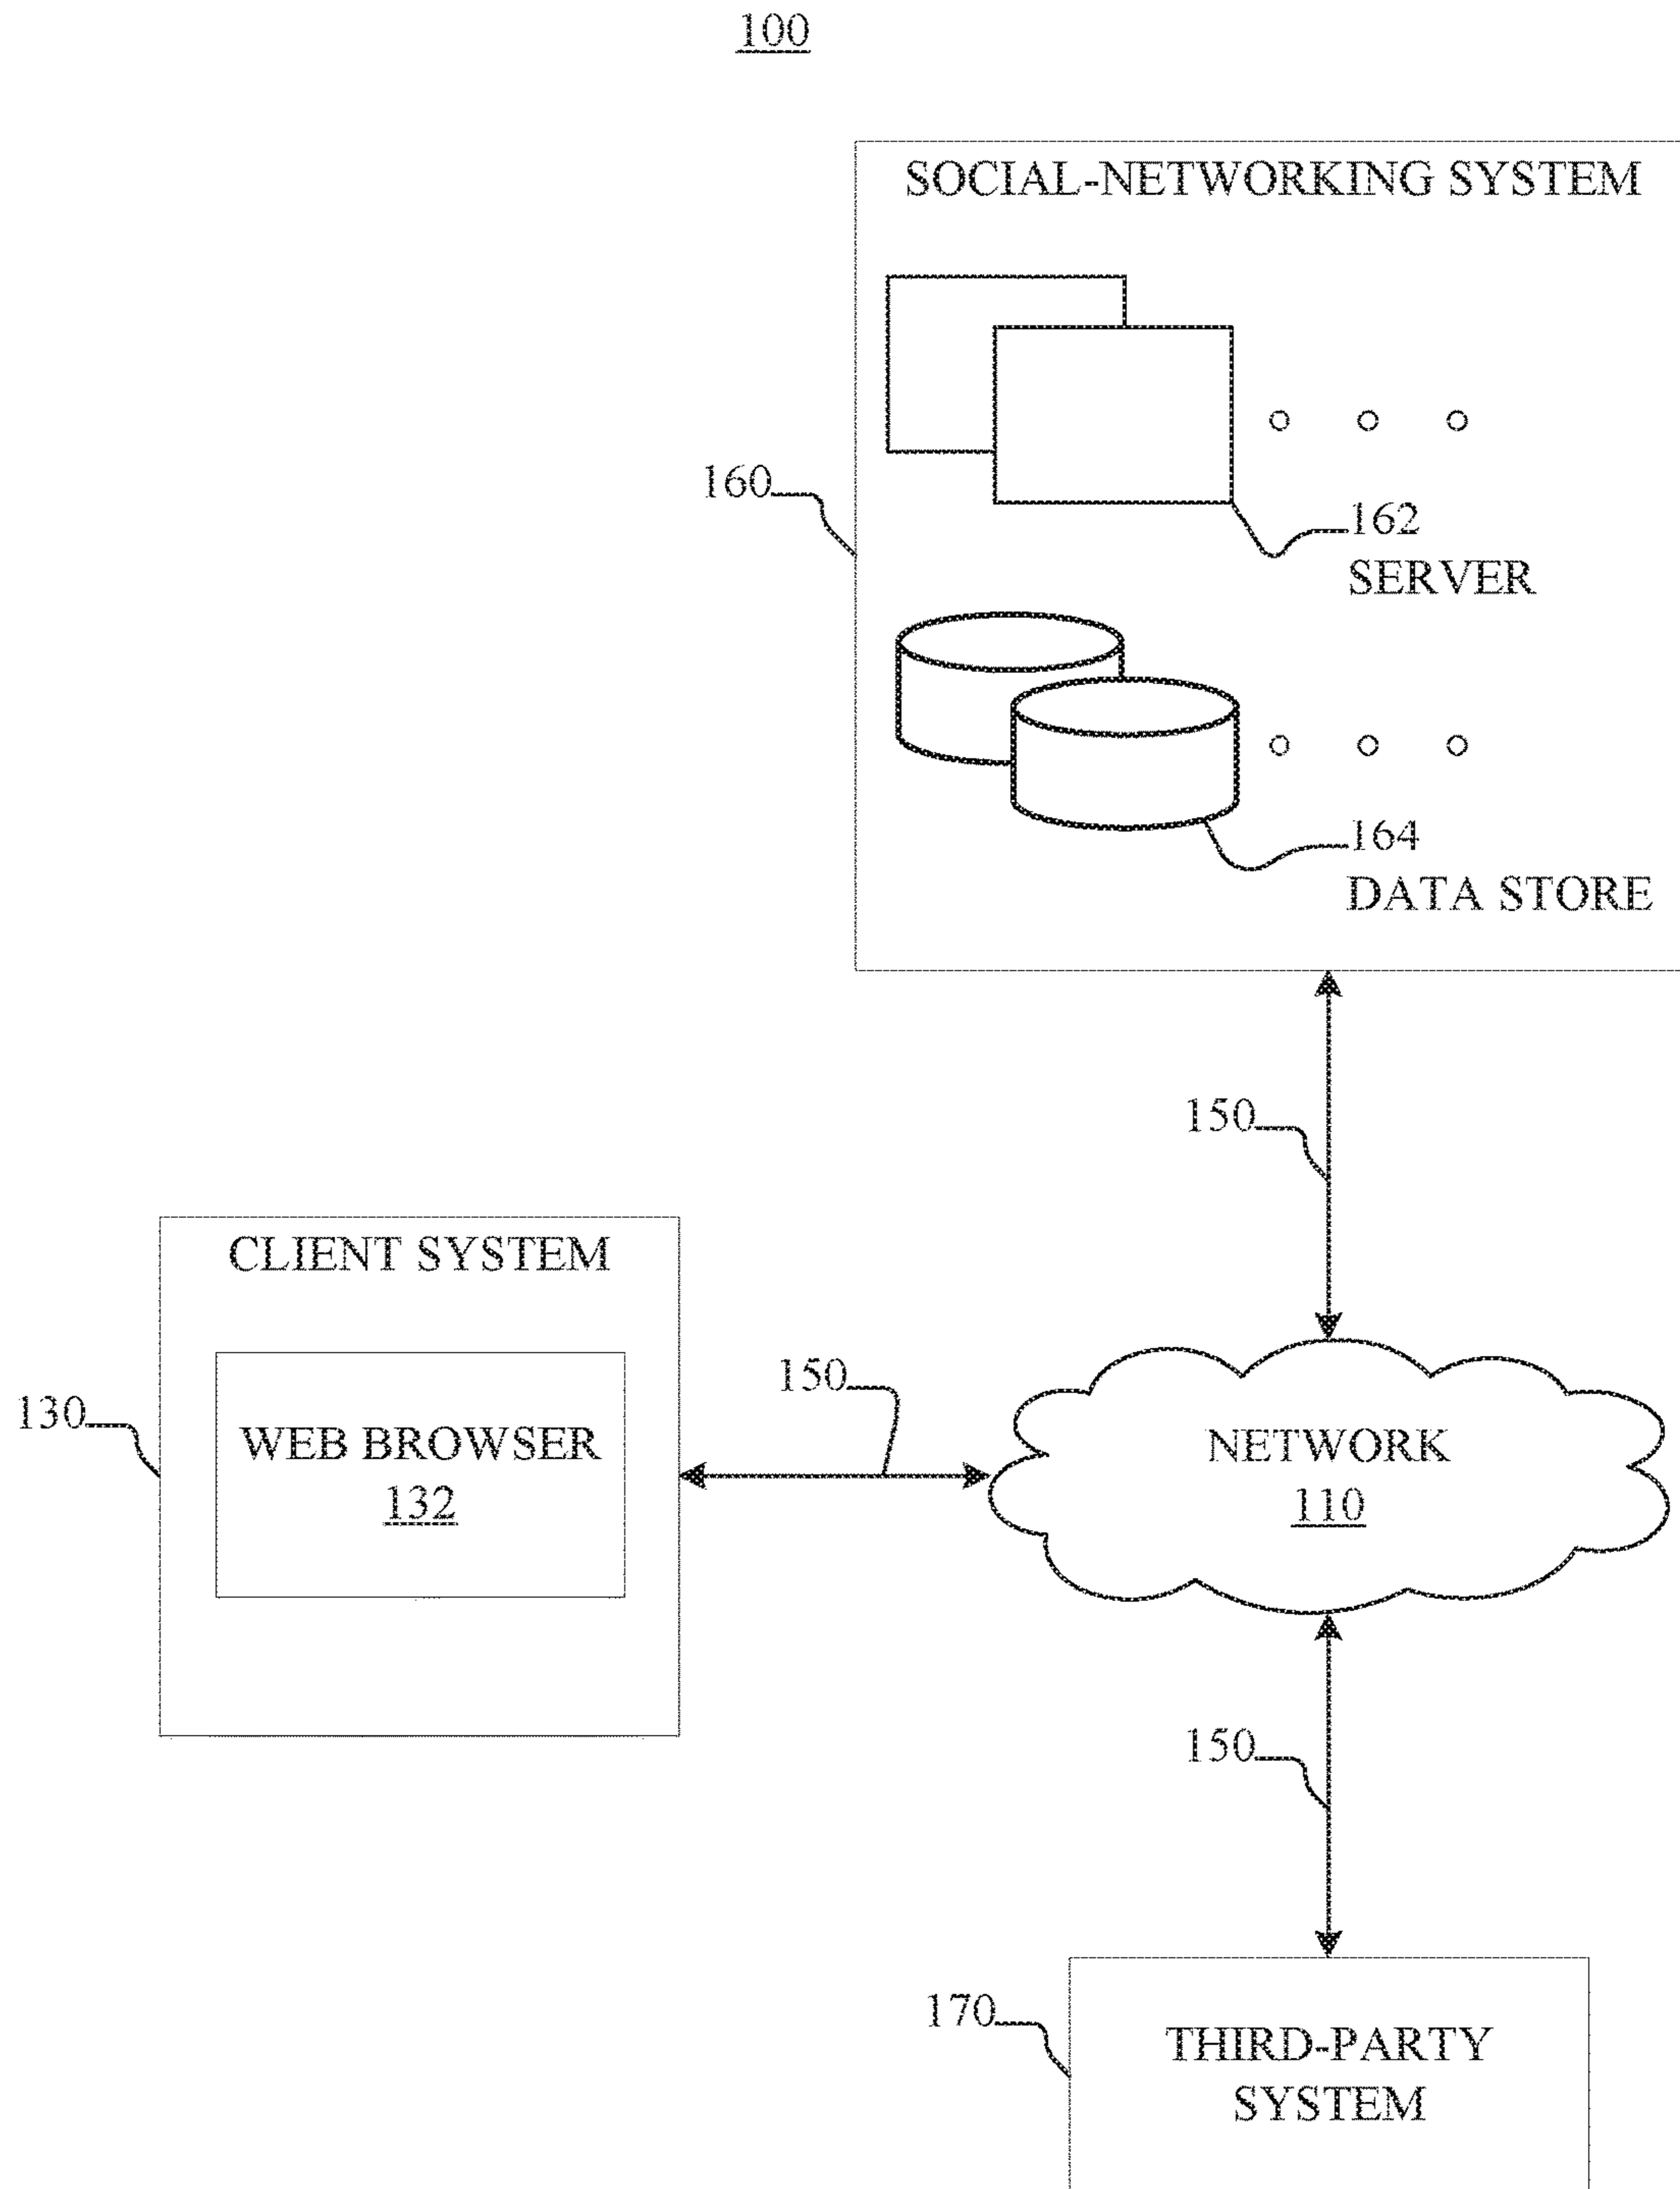 100
SOCIAL-NETWORKING SYSTEM
160
162
SERVER
164
DATA STORE
150
CLIENT SYSTEM
130
WEB BROWSER
132
150
NETWORK
110
150
170
THIRD-PARTY
SYSTEM